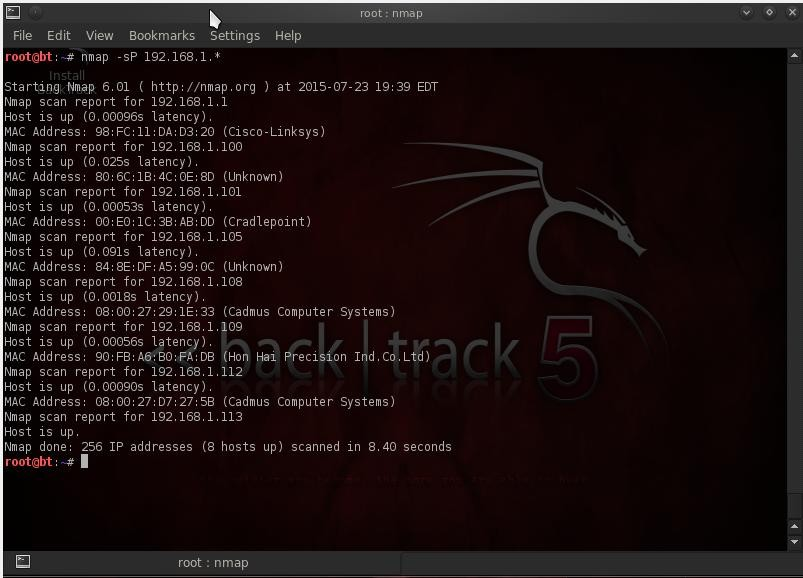 root : nmap
File Edit View Bookmarks Settings Help
root@bt:~# nmap -sP 192.168.1.*
Install
Starting Nmap 6.01 ( http://nmap.org ) at 2015-07-23 19:39 EDT
Nmap scan report for 192.168.1.1
Host is up (0.00096s latency).
MAC Address: 98:FC:11:DA:D3:20 (Cisco-Linksys)
Nmap scan report for 192.168.1.100
Host is up (0.025s latency).
MAC Address: 80:6C:1B:4C:0E:8D (Unknown)
Nmap scan report for 192.168.1.101
Host is up (0.00053s latency).
MAC Address: 00:E0:1C:3B:AB:DD (Cradlepoint)
Nmap scan report for 192.168.1.105
Host is up (0.091s latency).
MAC Address: 84:8E:DF:A5:99:0C (Unknown)
Nmap scan report for 192.168.1.108
Host is up (0.0018s latency).
MAC Address: 08:00:27:29:1E:33 (Cadmus Computer Systems)
Nmap scan report for 192.168.1.109
Host is up (0.00056s latency).
MAC Address: 90:FB:A6:B0:FA:DB (Hon Hai Precision Ind.Co.Ltd)
<< back | track 5
Nmap scan report for 192.168.1.112
Host is up (0.00090s latency).
MAC Address: 08:00:27:D7:27:5B (Cadmus Computer Systems)
Nmap scan report for 192.168.1.113
Host is up.
Nmap done: 256 IP addresses (8 hosts up) scanned in 8.40 seconds
root@bt:~#
root : nmap